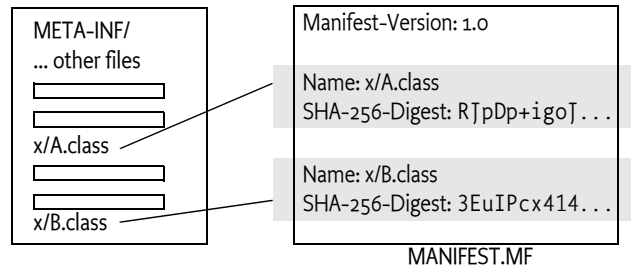 META-INF/
... other files
x/A.class
x/B.class
Manifest-Version: 1.0
Name: x/A.class
SHA-256-Digest: RJpDp+igoJ...
Name: x/B.class
SHA-256-Digest: 3EuIPcx414...
MANIFEST.MF